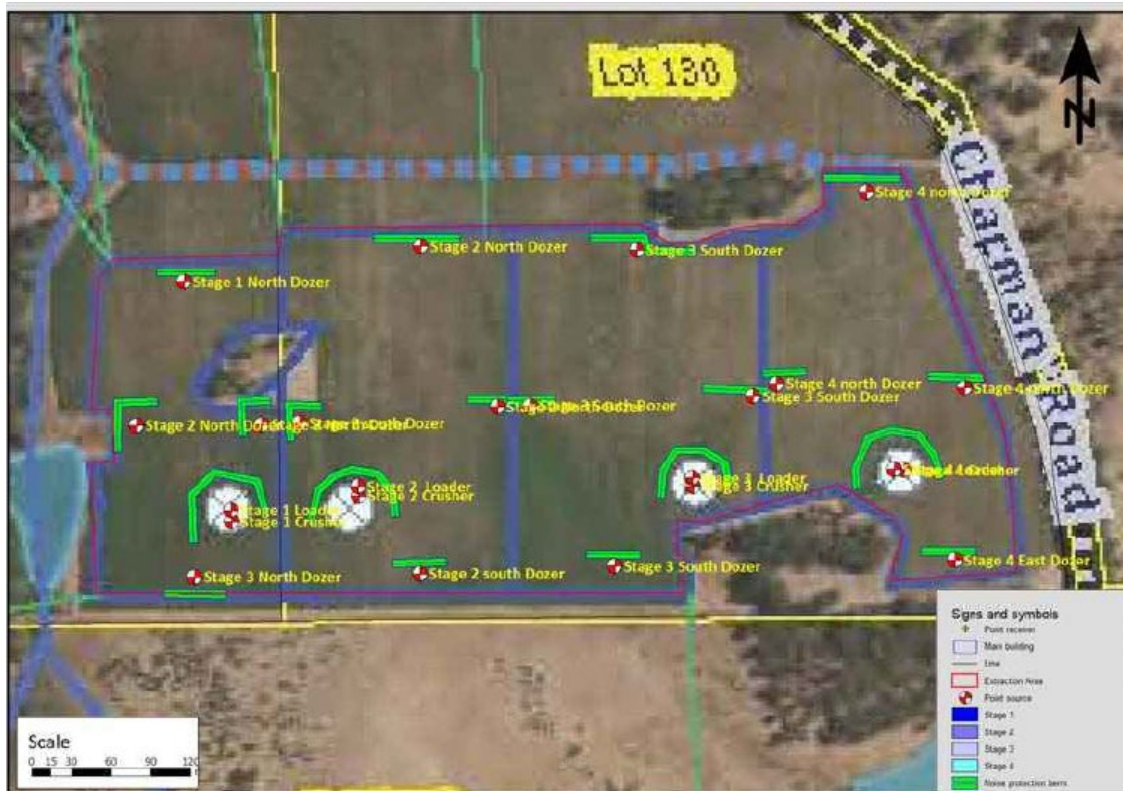 Lot 130
N
Charman Road
Stage 4 north Dozer
Stage 2 North Dozer
Stage 3 South Dozer
Stage 1 North Dozer
Stage 4 north Dozer
Stage 4 north Dozer
Stage 3 South Dozer
Stage 2 North Dozer
Stage 3 Loader
Stage 3 Crusher
Stage 2 Loader
Stage 2 Crusher
Stage 1 Loader
Stage 1 Crusher
Stage 4 East Dozer
Stage 3 South Dozer
Stage 2 south Dozer
Stage 3 North Dozer
Signs and symbols
Point receiver
Main building
Line
Extraction Area
Point source
Stage 1
Stage 2
Stage 3
Stage 4
Noise protection berm
Scale
0 15 30 60 90 120